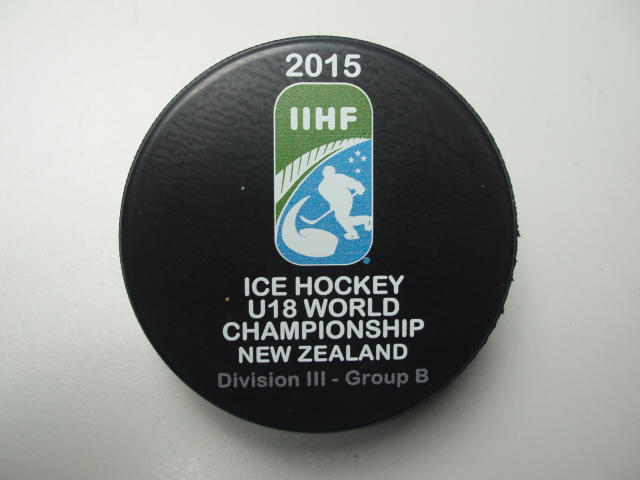 2015
IIHF
ICE HOCKEY
U18 WORLD
CHAMPIONSHIP
NEW ZEALAND
Division III - Group B